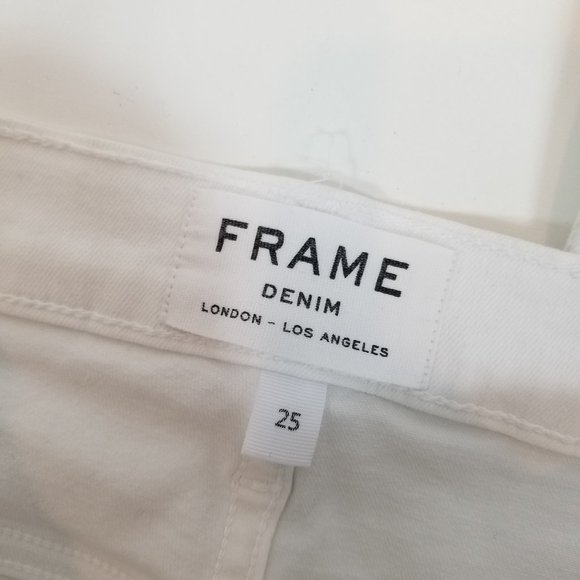 FRAME
DENIM
LONDON – LOS ANGELES
25